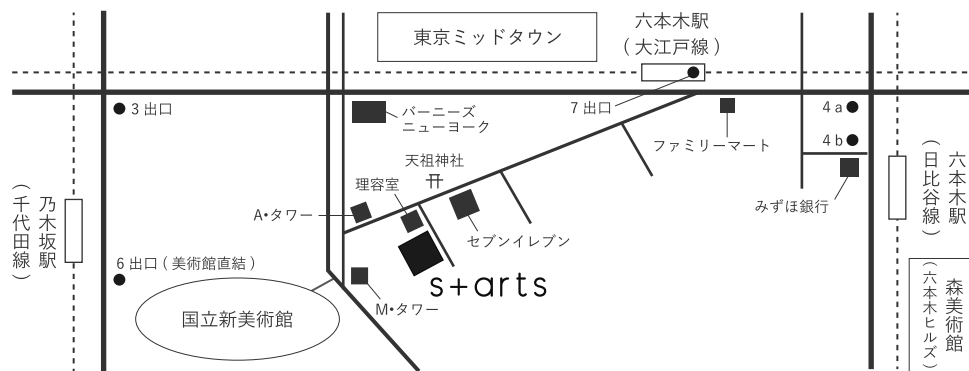 六本木駅
(大江戸線)
東京ミッドタウン
3 出口
バーニーズ
ニューヨーク
7 出口
4a
4b
ファミリーマート
天祖神社
理容室
A•タワー
セブンイレブン
みずほ銀行
六本木駅
(日比谷線)
乃木坂駅
(千代田線)
6 出口 ( 美術館直結 )
s+arts
M•タワー
国立新美術館
森美術館
(六本木ヒルズ)